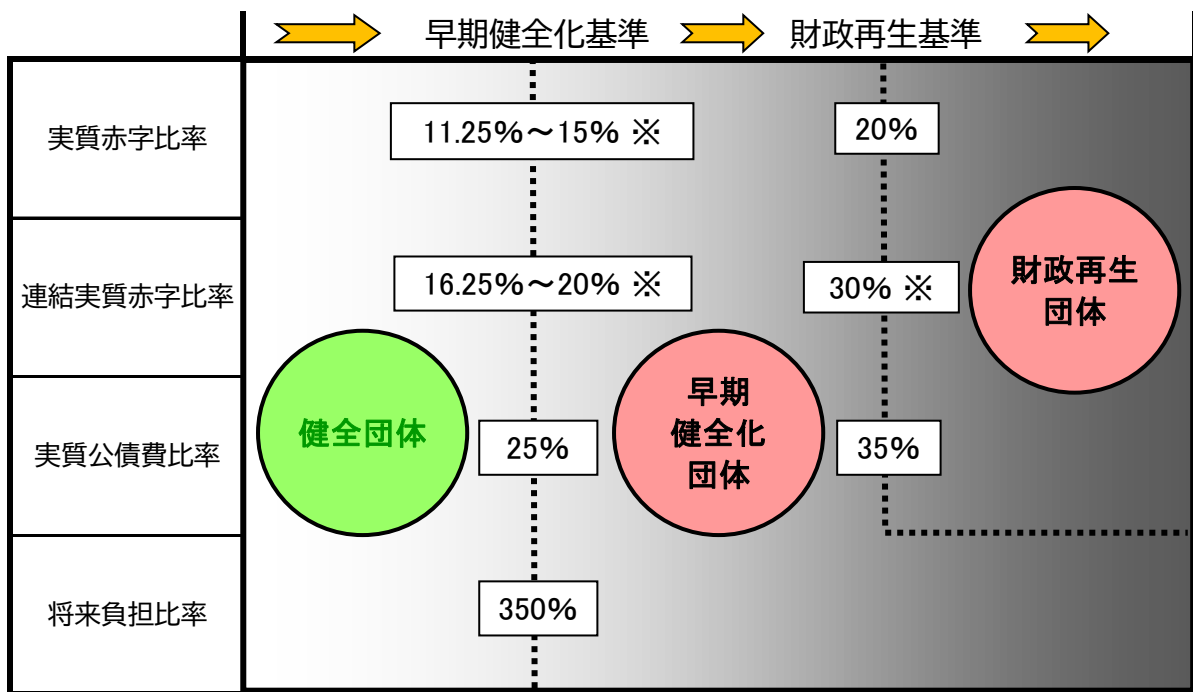 早期健全化基準
財政再生基準
実質赤字比率
11.25%～15% ※
20%
連結実質赤字比率
16.25%～20% ※
30% ※
財政再生
団体
実質公債費比率
健全団体
25%
早期
健全化
団体
35%
将来負担比率
350%